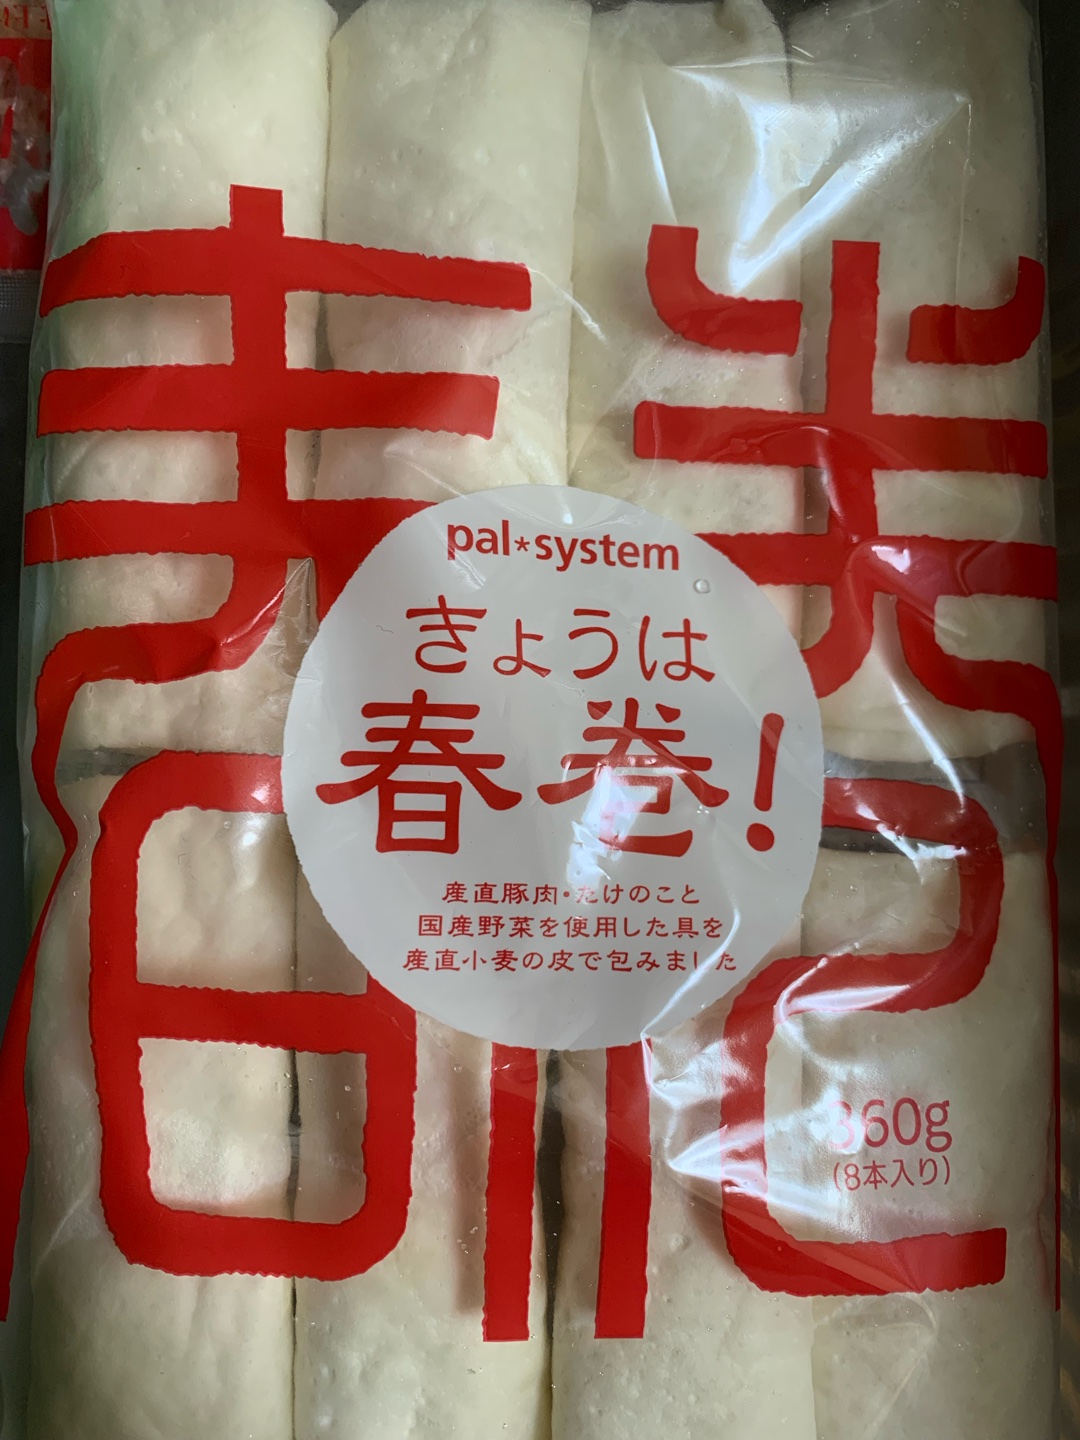 春巻
pal*system
きょうは
春巻！
産直豚肉・たけのこと
国産野菜を使用した具を
産直小麦の皮で包みました
360g
(8本入り)